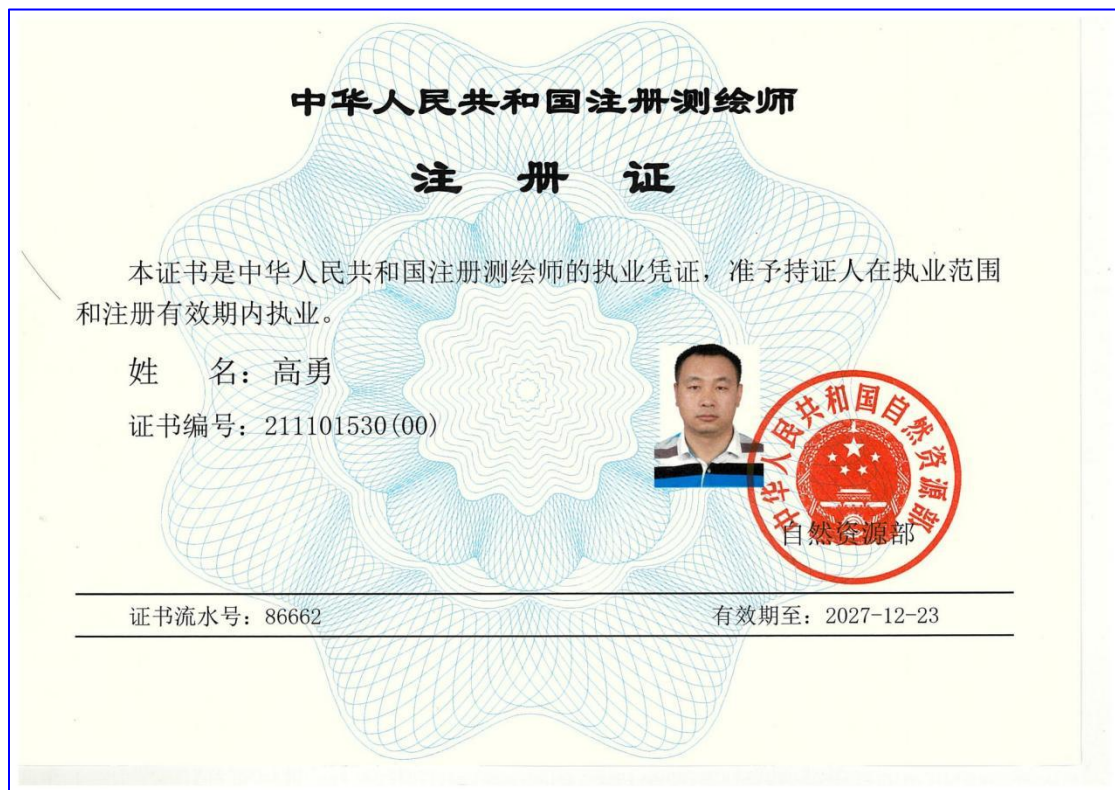 中华人民共和国注册测绘师
注 册 证
本证书是中华人民共和国注册测绘师的执业凭证，准予持证人在执业范围
和注册有效期内执业。
姓 名：高勇
证书编号：211101530(00)
中华人民共和国自然资源部
自然资源部
证书流水号：86662
有效期至：2027-12-23